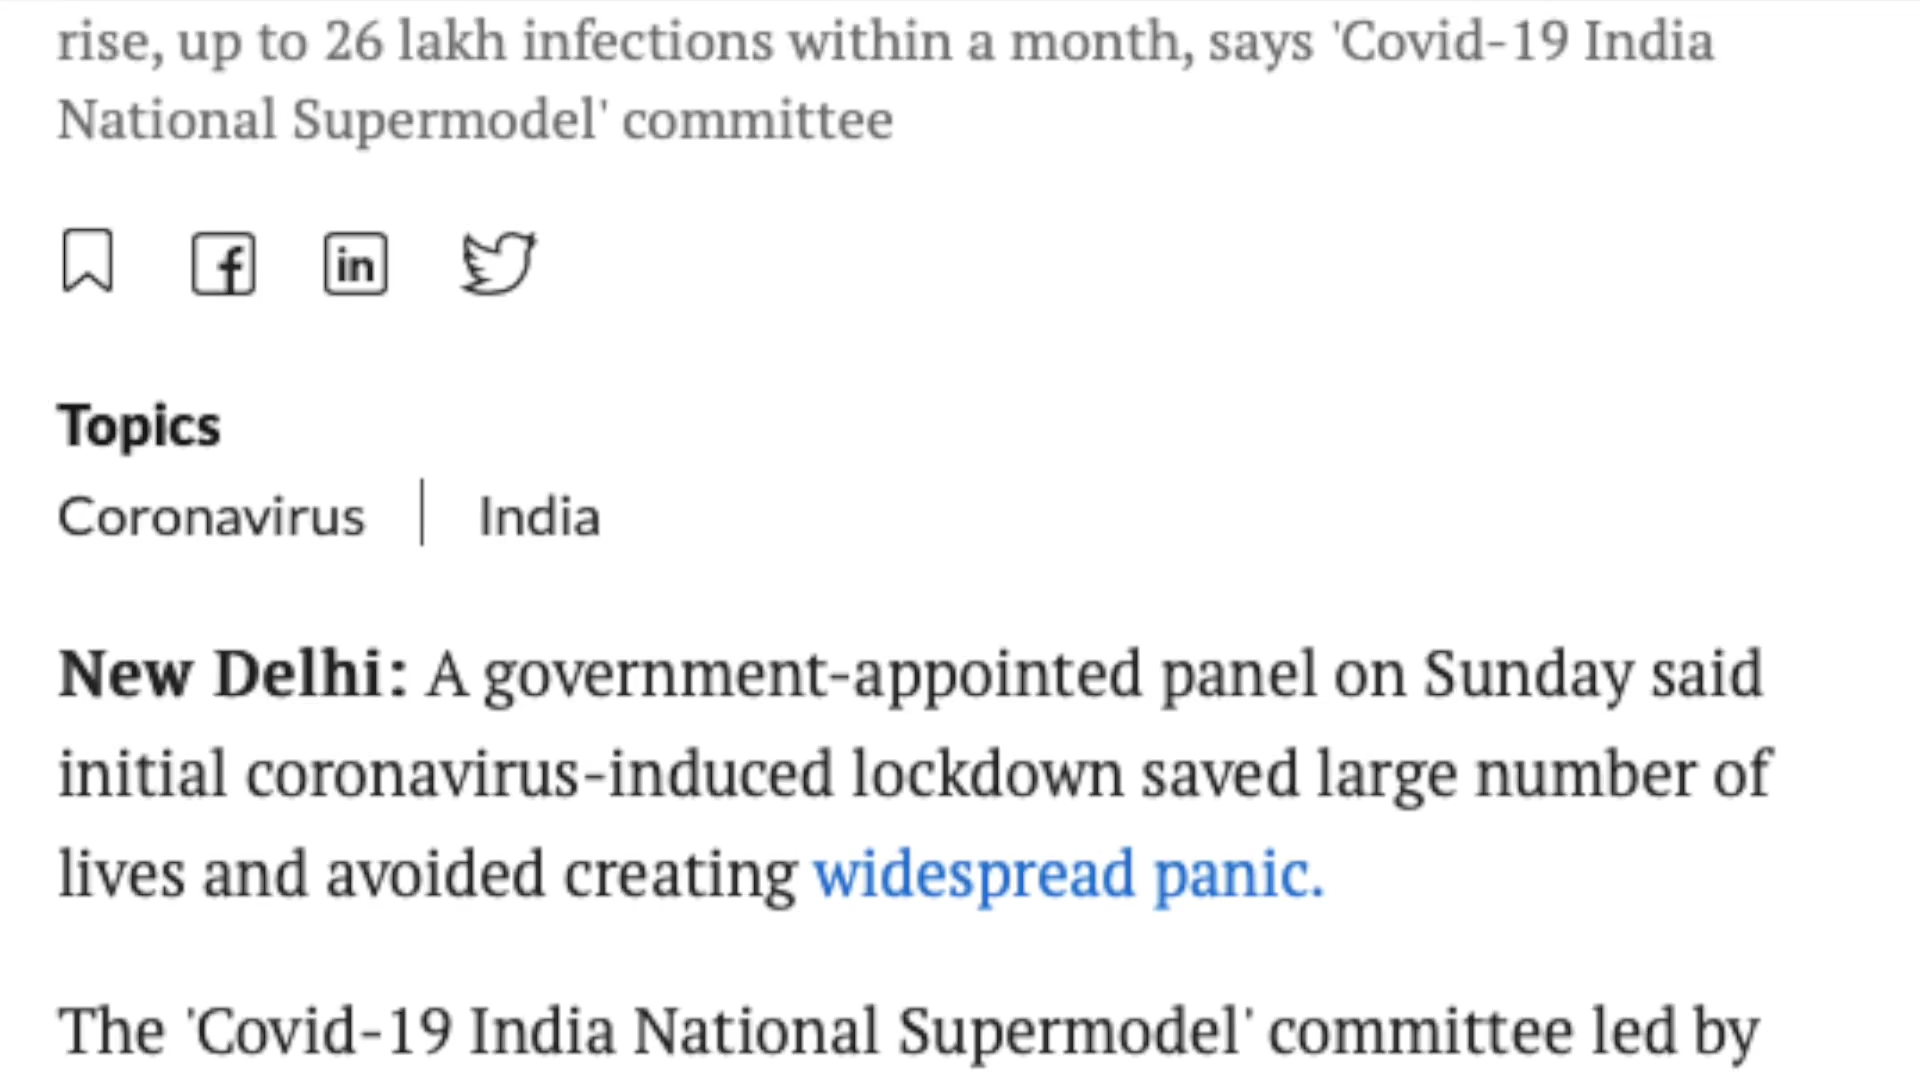 rise, up to 26 lakh infections within a month, says 'Covid-19 India
National Supermodel' committee
f in
Topics
Coronavirus | India
New Delhi: A government-appointed panel on Sunday said
initial coronavirus-induced lockdown saved large number of
lives and avoided creating widespread panic.
The 'Covid-19 India National Supermodel' committee led by